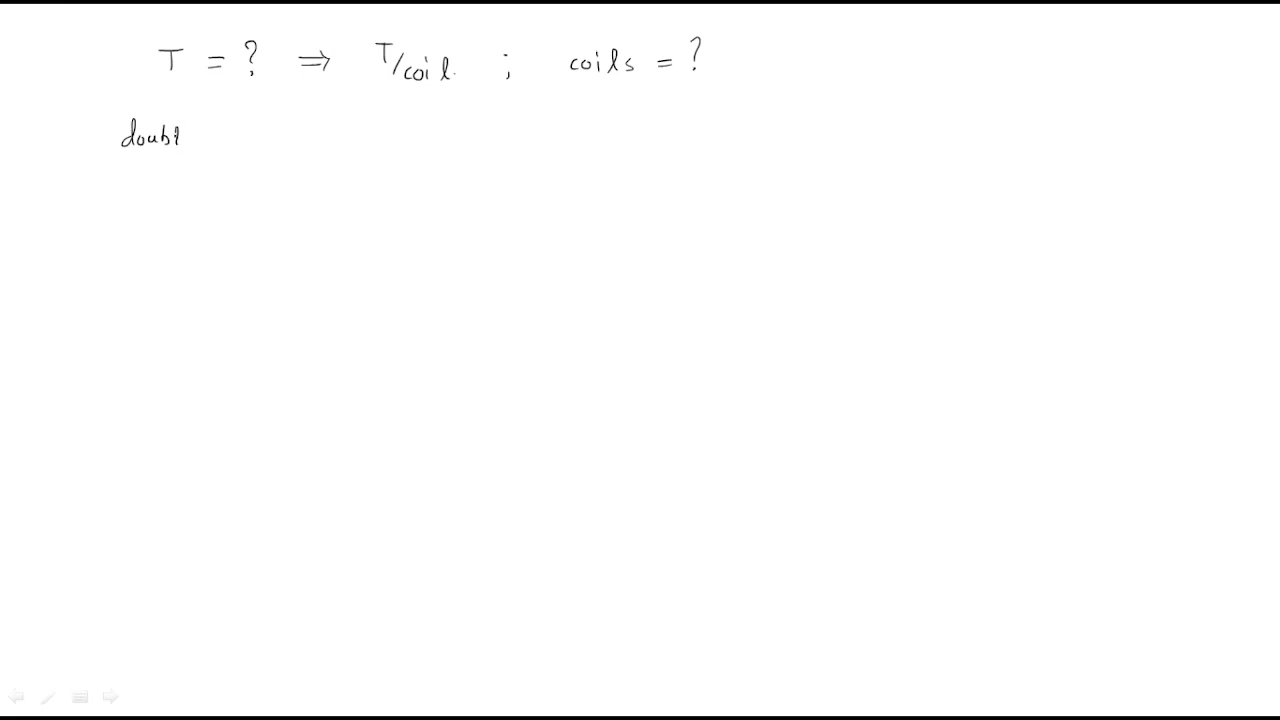 T = ? ⇒ T/coil ; coils = ?
doubl